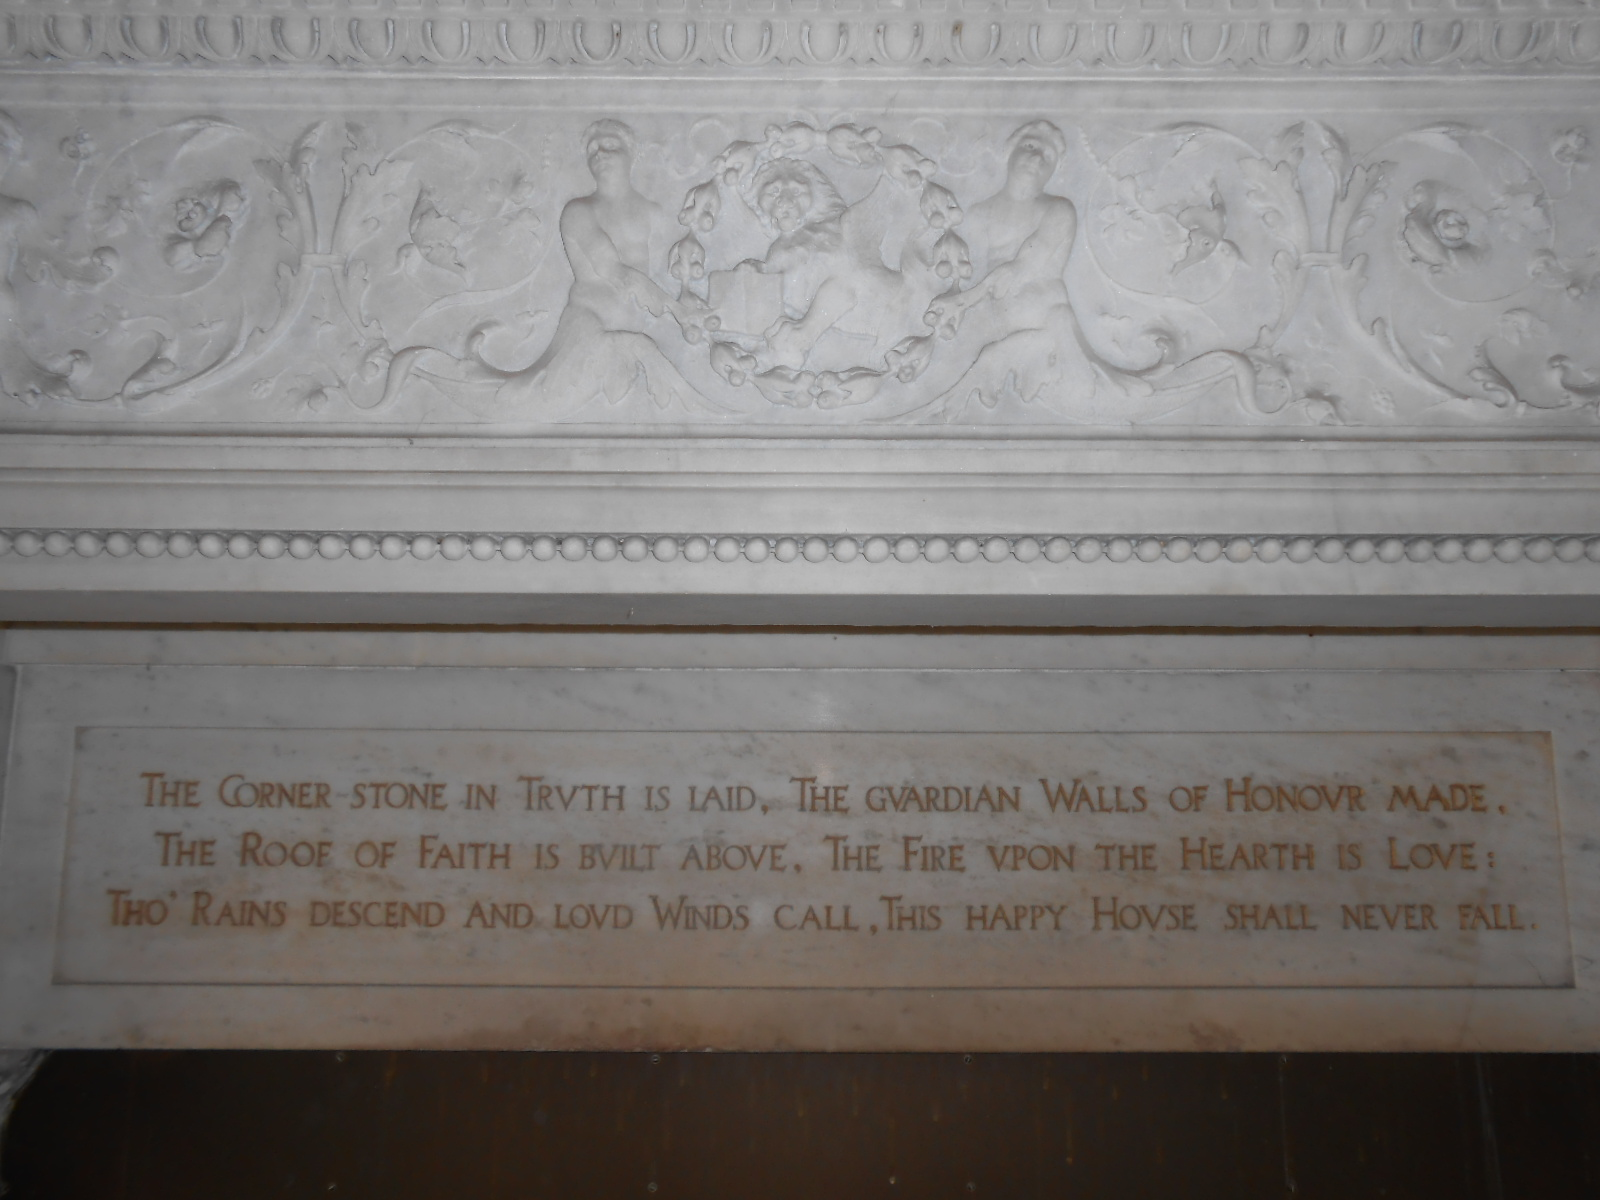 THE CORNER-STONE IN TRVTH IS LAID, THE GVARDIAN WALLS OF HONOVR MADE,
THE ROOF OF FAITH IS BVILT ABOVE, THE FIRE VPON THE HEARTH IS LOVE:
THO' RAINS DESCEND AND LOVD WINDS CALL, THIS HAPPY HOVSE SHALL NEVER FALL.